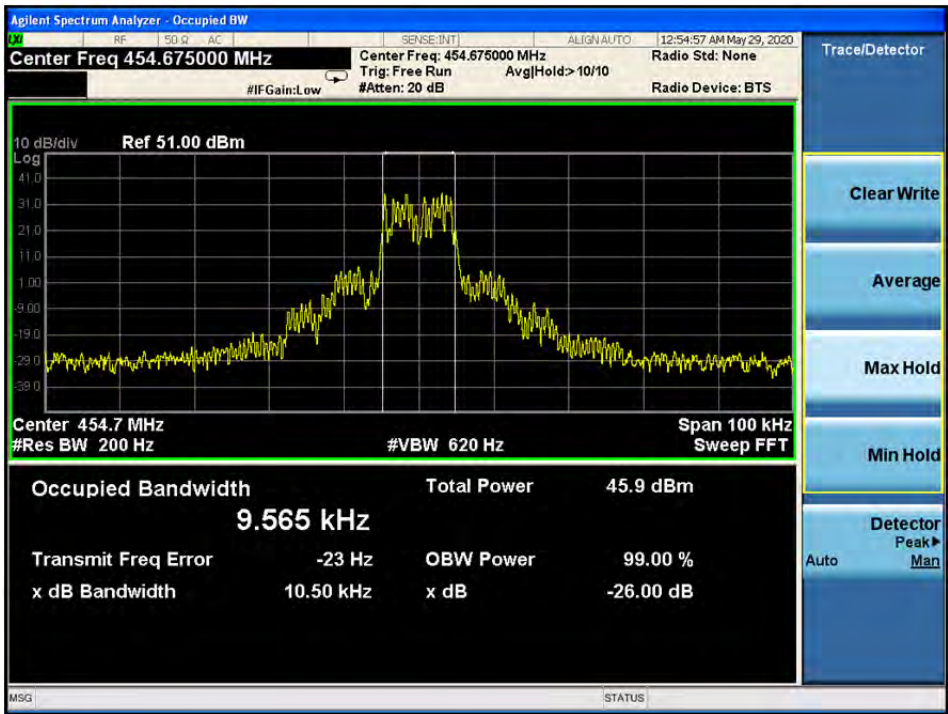 Agilent Spectrum Analyzer - Occupied BW
LXI RF 50 Ω AC SENSE:INT ALIGN AUTO 12:54:57 AM May 29, 2020
Center Freq 454.675000 MHz
Center Freq: 454.675000 MHz
Radio Std: None
Trig: Free Run Avg|Hold:>10/10
#IFGain:Low
#Atten: 20 dB
Radio Device: BTS
Trace/Detector
10 dB/div Ref 51.00 dBm
Log
41.0
31.0
21.0
11.0
1.00
-9.00
-19.0
-29.0
-39.0
Center 454.7 MHz Span 100 kHz
#Res BW 200 Hz #VBW 620 Hz Sweep FFT
Occupied Bandwidth Total Power 45.9 dBm
9.565 kHz
Transmit Freq Error -23 Hz OBW Power 99.00 %
x dB Bandwidth 10.50 kHz x dB -26.00 dB
Clear Write
Average
Max Hold
Min Hold
Detector
Peak▶
Auto Man
MSG STATUS